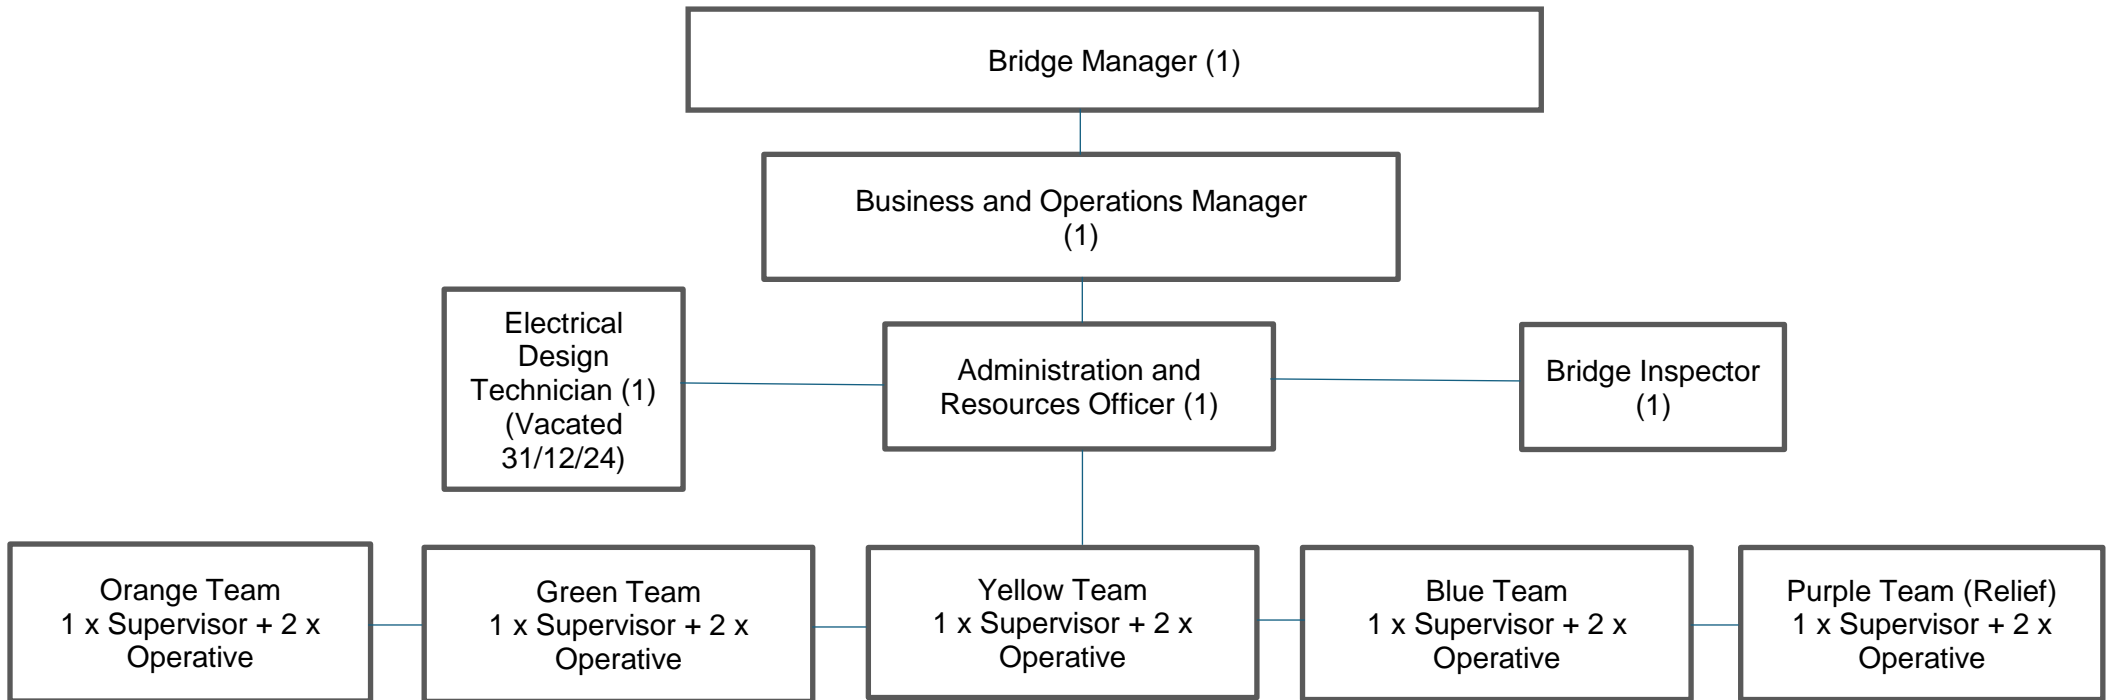 Bridge Manager (1)
Business and Operations Manager
(1)
Electrical
Design
Technician (1)
(Vacated
31/12/24)
Administration and
Resources Officer (1)
Bridge Inspector
(1)
Orange Team
1 x Supervisor + 2 x
Operative
Green Team
1 x Supervisor + 2 x
Operative
Yellow Team
1 x Supervisor + 2 x
Operative
Blue Team
1 x Supervisor + 2 x
Operative
Purple Team (Relief)
1 x Supervisor + 2 x
Operative